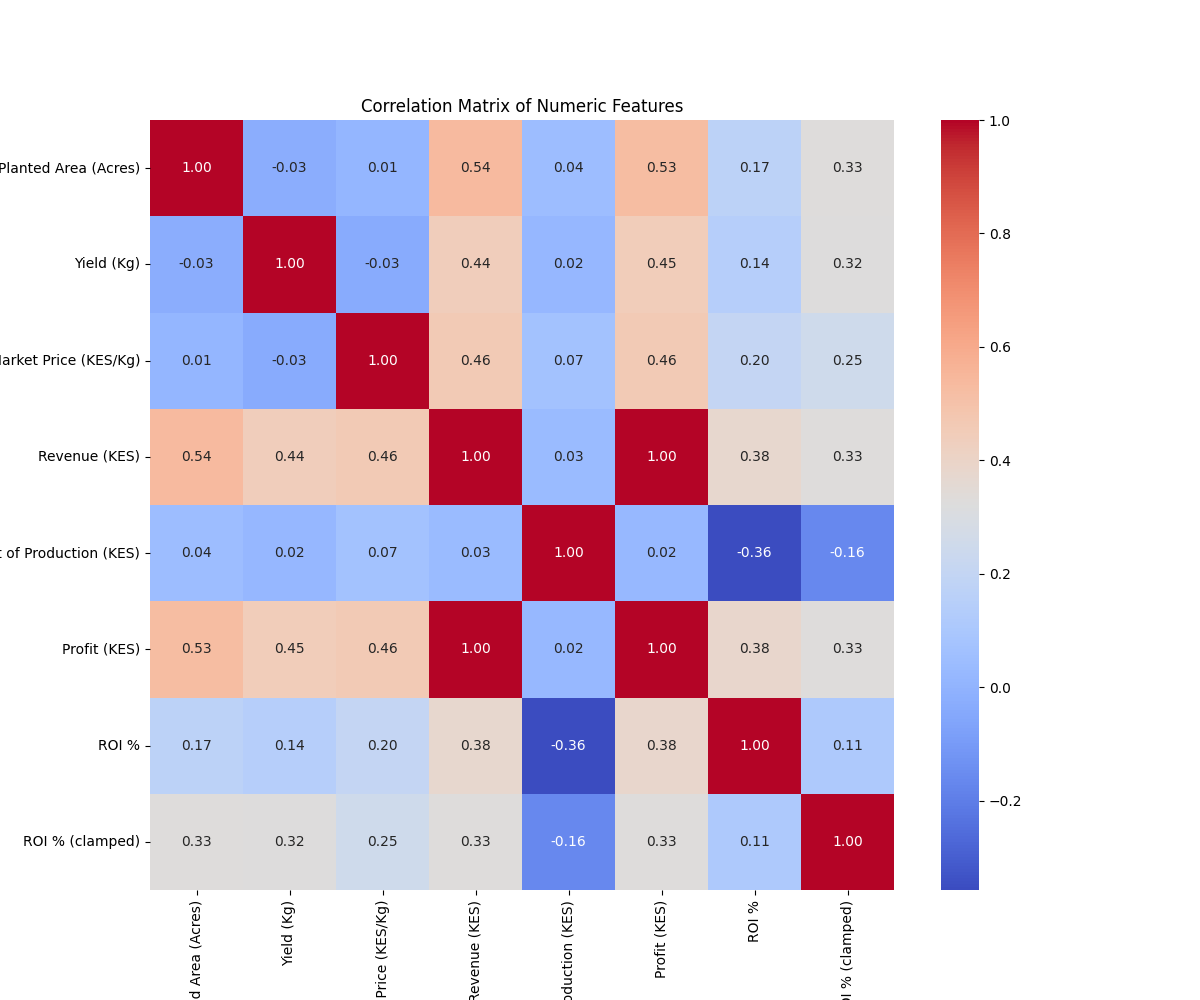 Correlation Matrix of Numeric Features
Planted Area (Acres) 1.00 -0.03 0.01 0.54 0.04 0.53 0.17 0.33
Yield (Kg) -0.03 1.00 -0.03 0.44 0.02 0.45 0.14 0.32
Market Price (KES/Kg) 0.01 -0.03 1.00 0.46 0.07 0.46 0.20 0.25
Revenue (KES) 0.54 0.44 0.46 1.00 0.03 1.00 0.38 0.33
of Production (KES) 0.04 0.02 0.07 0.03 1.00 0.02 -0.36 -0.16
Profit (KES) 0.53 0.45 0.46 1.00 0.02 1.00 0.38 0.33
ROI % 0.17 0.14 0.20 0.38 -0.36 0.38 1.00 0.11
ROI % (clamped) 0.33 0.32 0.25 0.33 -0.16 0.33 0.11 1.00
Area (Acres)
Yield (Kg)
Price (KES/Kg)
Revenue (KES)
(KES)
Profit (KES)
ROI %
% (clamped)
1.0
0.8
0.6
0.4
0.2
0.0
−0.2